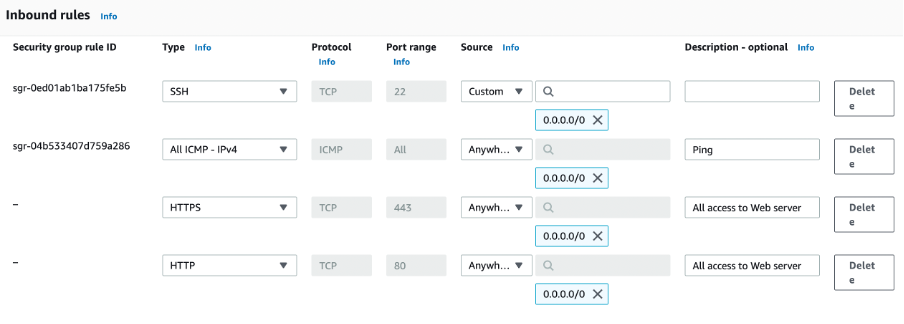 Inbound rules Info
Security group rule ID Type Info Protocol Info Port range Info Source Info Description - optional Info
sgr-0ed01ab1ba175fe5b SSH TCP 22 Custom Delete
0.0.0.0/0
sgr-04b533407d759a286 All ICMP - IPv4 ICMP All Anywh... Ping Delete
0.0.0.0/0
– HTTPS TCP 443 Anywh... All access to Web server Delete
0.0.0.0/0
– HTTP TCP 80 Anywh... All access to Web server Delete
0.0.0.0/0